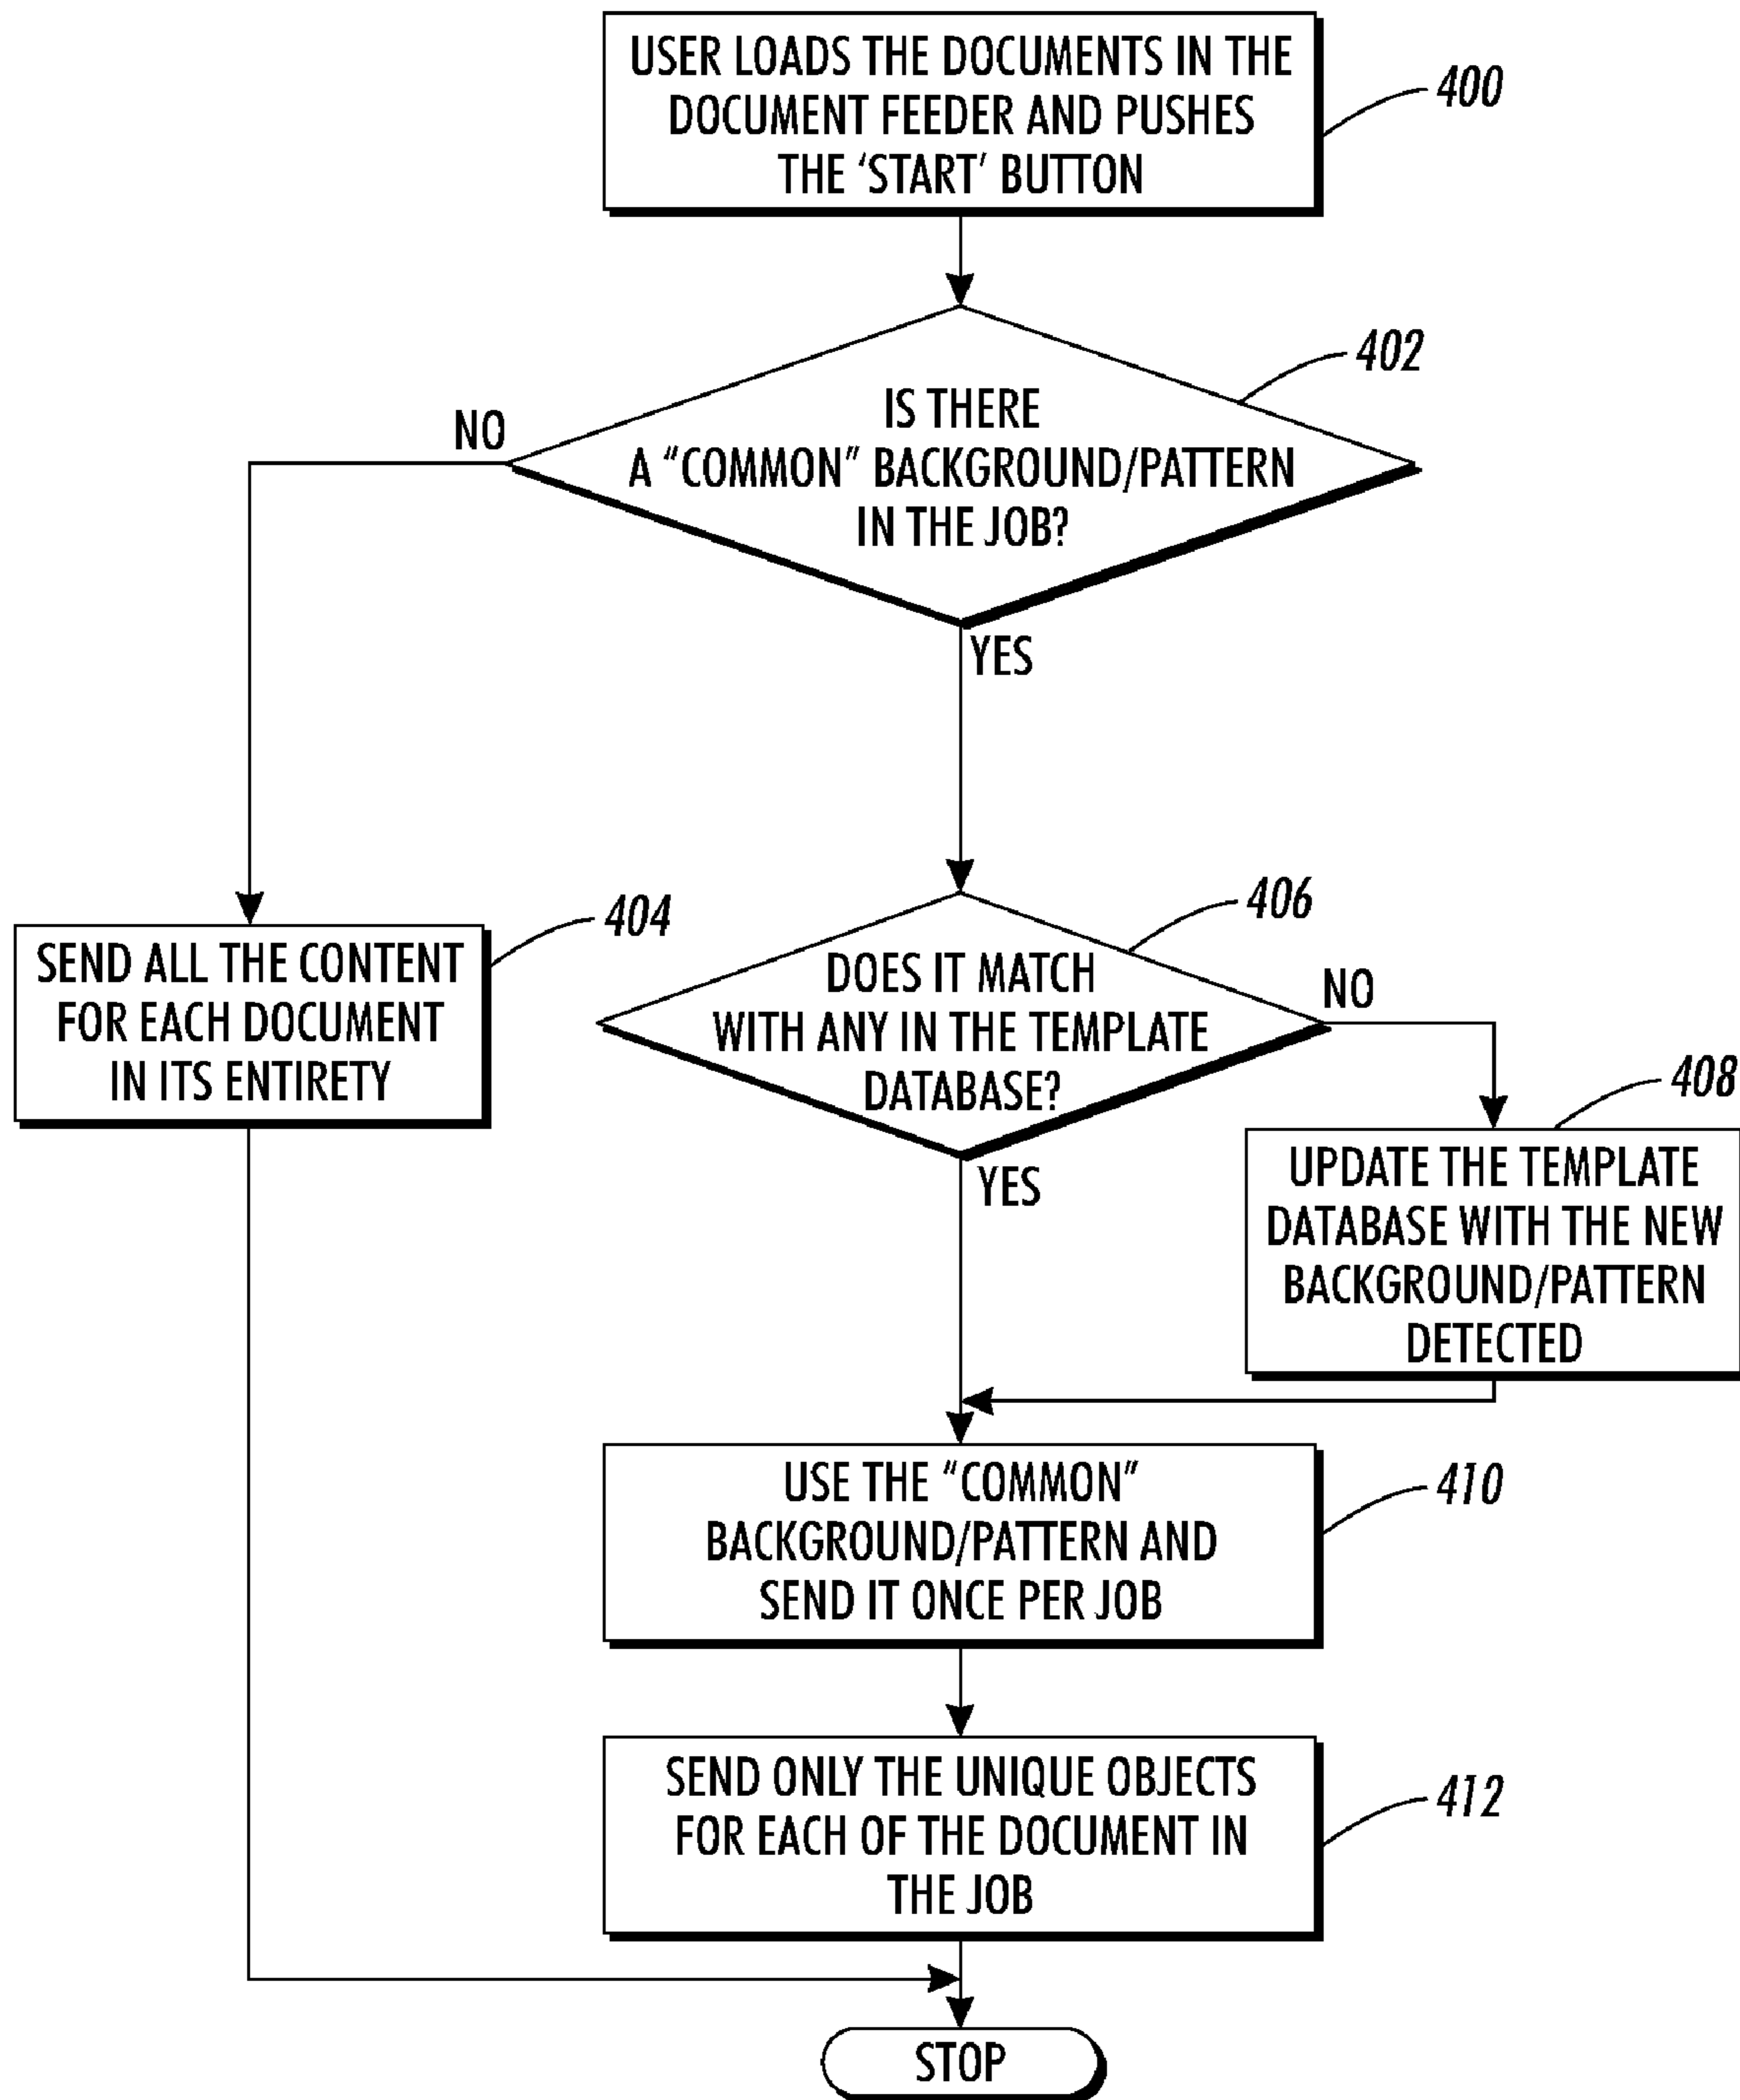 USER LOADS THE DOCUMENTS IN THE
DOCUMENT FEEDER AND PUSHES
THE ‘START’ BUTTON
400
402
IS THERE
A “COMMON” BACKGROUND/PATTERN
IN THE JOB?
NO
YES
404
SEND ALL THE CONTENT
FOR EACH DOCUMENT
IN ITS ENTIRETY
406
DOES IT MATCH
WITH ANY IN THE TEMPLATE
DATABASE?
NO
YES
408
UPDATE THE TEMPLATE
DATABASE WITH THE NEW
BACKGROUND/PATTERN
DETECTED
USE THE “COMMON”
BACKGROUND/PATTERN AND
SEND IT ONCE PER JOB
410
SEND ONLY THE UNIQUE OBJECTS
FOR EACH OF THE DOCUMENT IN
THE JOB
412
STOP